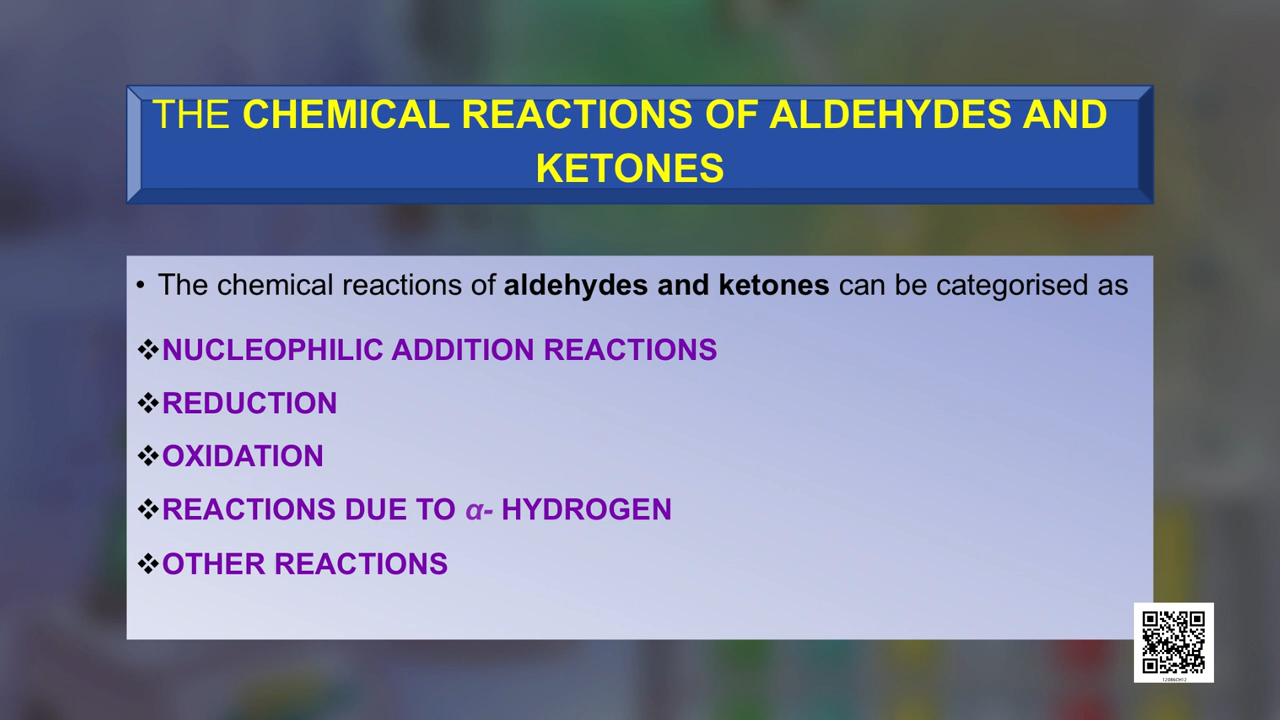 THE CHEMICAL REACTIONS OF ALDEHYDES AND
KETONES
• The chemical reactions of aldehydes and ketones can be categorised as
❖NUCLEOPHILIC ADDITION REACTIONS
❖REDUCTION
❖OXIDATION
❖REACTIONS DUE TO α- HYDROGEN
❖OTHER REACTIONS